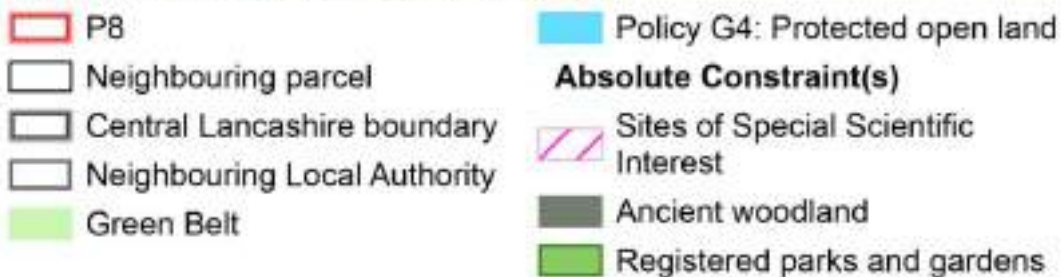 P8
Neighbouring parcel
Central Lancashire boundary
Neighbouring Local Authority
Green Belt
Policy G4: Protected open land
Absolute Constraint(s)
Sites of Special Scientific
Interest
Ancient woodland
Registered parks and gardens